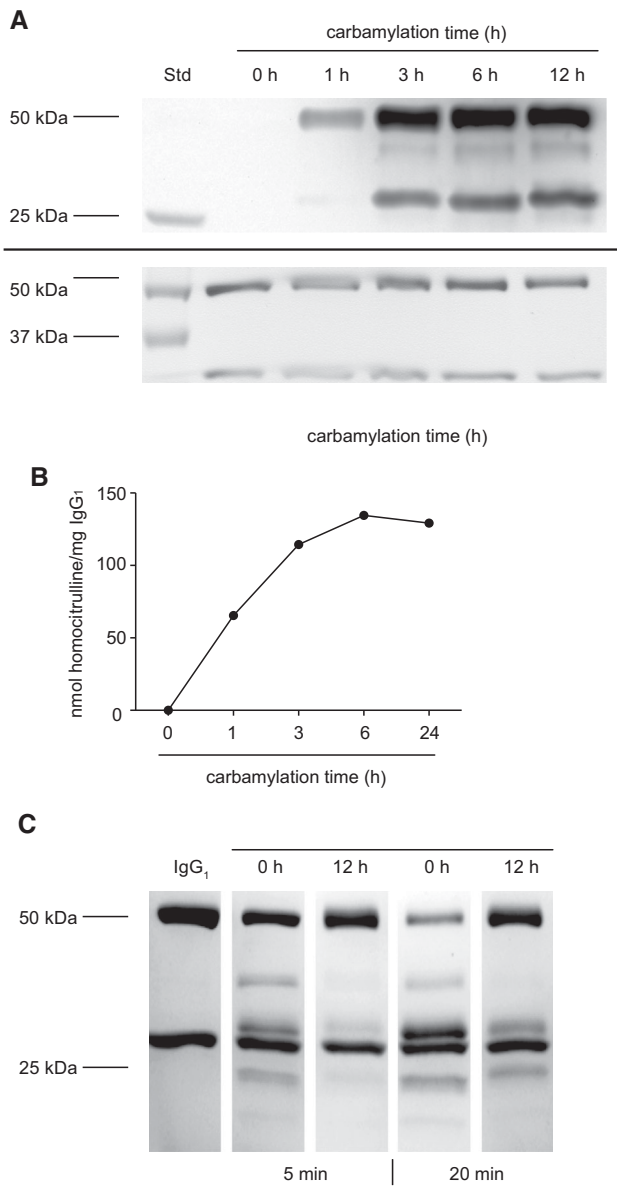 A
carbamylation time (h)
Std 0 h 1 h 3 h 6 h 12 h
50 kDa
25 kDa
50 kDa
37 kDa
carbamylation time (h)
B
nmol homocitrulline/mg IgG1
150
100
50
0
0 1 3 6 24
carbamylation time (h)
C
IgG1 0 h 12 h 0 h 12 h
50 kDa
25 kDa
5 min 20 min